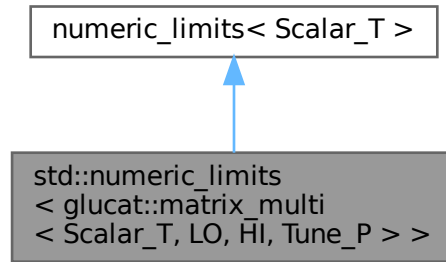 numeric_limits< Scalar_T >
std::numeric_limits
< glucat::matrix_multi
< Scalar_T, LO, HI, Tune_P > >